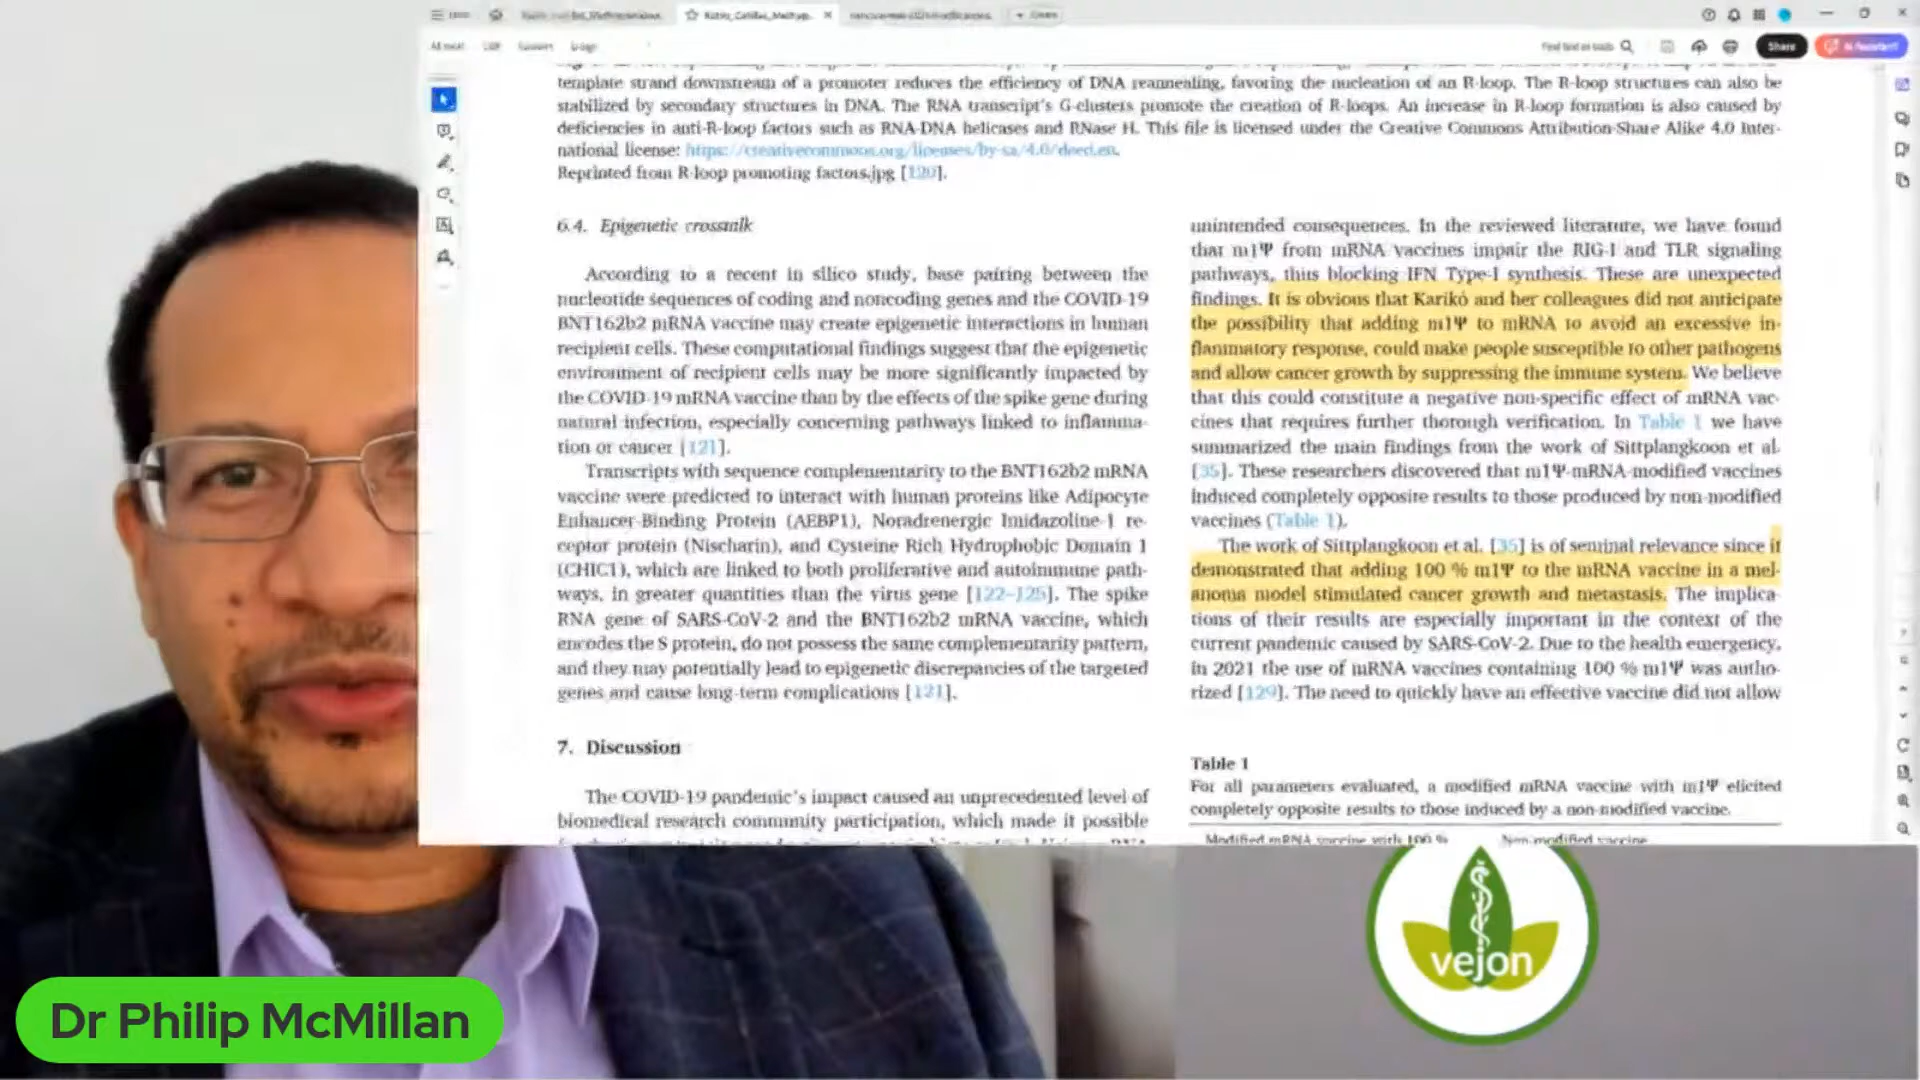 Share
AI Assistant
template strand downstream of a promoter reduces the efficiency of DNA reannealing, favoring the nucleation of an R-loop. The R-loop structures can also be
stabilized by secondary structures in DNA. The RNA transcript's G-clusters promote the creation of R-loops. An increase in R-loop formation is also caused by
deficiencies in anti-R-loop factors such as RNA-DNA helicases and RNase H. This file is licensed under the Creative Commons Attribution-Share Alike 4.0 Inter-
national license: https://creativecommons.org/licenses/by-sa/4.0/deed.en.
Reprinted from R-loop promoting factors.jpg [120].
6.4. Epigenetic crosstalk
According to a recent in silico study, base pairing between the
nucleotide sequences of coding and noncoding genes and the COVID-19
BNT162b2 mRNA vaccine may create epigenetic interactions in human
recipient cells. These computational findings suggest that the epigenetic
environment of recipient cells may be more significantly impacted by
the COVID-19 mRNA vaccine than by the effects of the spike gene during
natural infection, especially concerning pathways linked to inflamma-
tion or cancer [121].
Transcripts with sequence complementarity to the BNT162b2 mRNA
vaccine were predicted to interact with human proteins like Adipocyte
Enhancer-Binding Protein (AEBP1), Noradrenergic Imidazoline-1 re-
ceptor protein (Nischarin), and Cysteine Rich Hydrophobic Domain 1
(CHIC1), which are linked to both proliferative and autoimmune path-
ways, in greater quantities than the virus gene [122–125]. The spike
RNA gene of SARS-CoV-2 and the BNT162b2 mRNA vaccine, which
encodes the S protein, do not possess the same complementarity pattern,
and they may potentially lead to epigenetic discrepancies of the targeted
genes and cause long-term complications [121].
7. Discussion
The COVID-19 pandemic's impact caused an unprecedented level of
biomedical research community participation, which made it possible
unintended consequences. In the reviewed literature, we have found
that m1Ψ from mRNA vaccines impair the RIG-I and TLR signaling
pathways, thus blocking IFN Type-I synthesis. These are unexpected
findings. It is obvious that Karikó and her colleagues did not anticipate
the possibility that adding m1Ψ to mRNA to avoid an excessive in-
flammatory response, could make people susceptible to other pathogens
and allow cancer growth by suppressing the immune system. We believe
that this could constitute a negative non-specific effect of mRNA vac-
cines that requires further thorough verification. In Table 1 we have
summarized the main findings from the work of Sittplangkoon et al.
[35]. These researchers discovered that m1Ψ-mRNA-modified vaccines
induced completely opposite results to those produced by non-modified
vaccines (Table 1).
The work of Sittplangkoon et al. [35] is of seminal relevance since it
demonstrated that adding 100 % m1Ψ to the mRNA vaccine in a mel-
anoma model stimulated cancer growth and metastasis. The implica-
tions of their results are especially important in the context of the
current pandemic caused by SARS-CoV-2. Due to the health emergency,
in 2021 the use of mRNA vaccines containing 100 % m1Ψ was autho-
rized [129]. The need to quickly have an effective vaccine did not allow
Table 1
For all parameters evaluated, a modified mRNA vaccine with m1Ψ elicited
completely opposite results to those induced by a non-modified vaccine.
Modified mRNA vaccine with 100 % Non-modified vaccine
vejon
Dr Philip McMillan